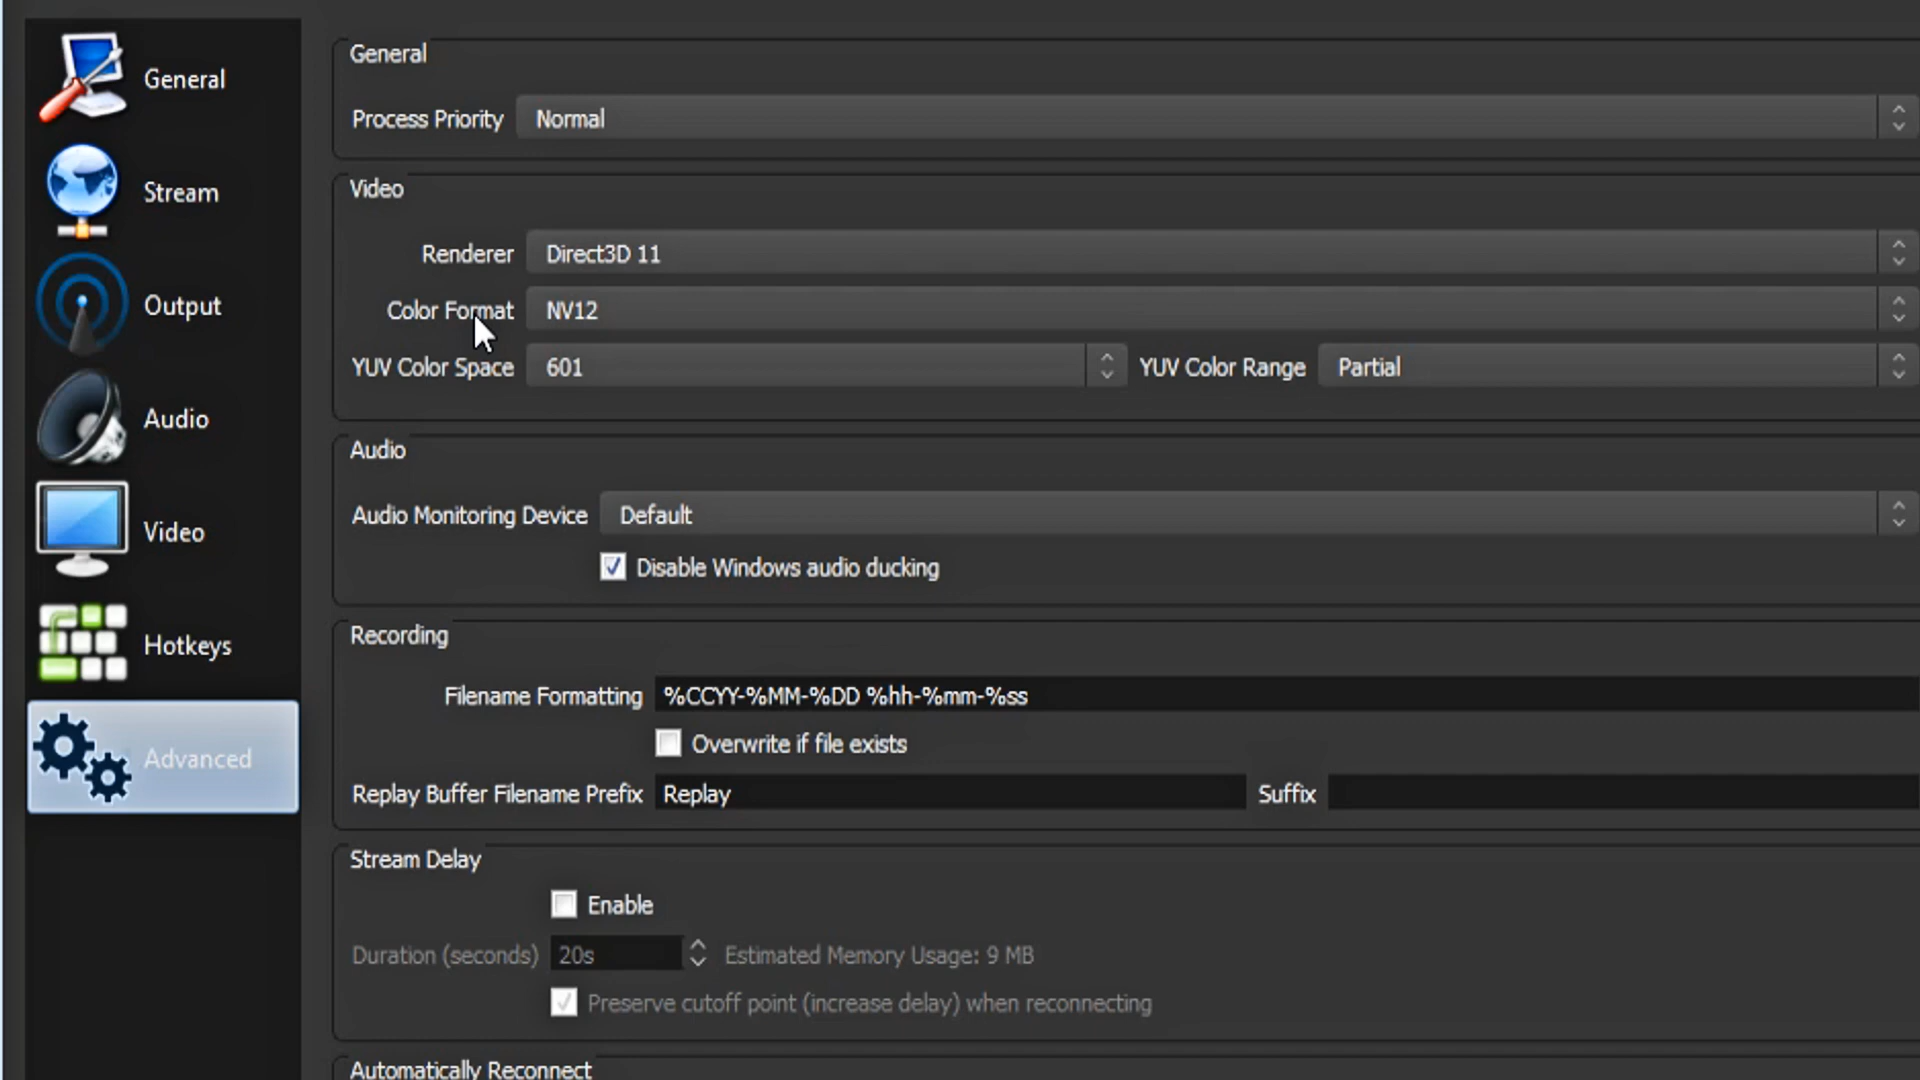 General
Stream
Output
Audio
Video
Hotkeys
Advanced
General
Process Priority Normal
Video
Renderer Direct3D 11
Color Format NV12
YUV Color Space 601 YUV Color Range Partial
Audio
Audio Monitoring Device Default
Disable Windows audio ducking
Recording
Filename Formatting %CCYY-%MM-%DD %hh-%mm-%ss
Overwrite if file exists
Replay Buffer Filename Prefix Replay Suffix
Stream Delay
Enable
Duration (seconds) 20s Estimated Memory Usage: 9 MB
Preserve cutoff point (increase delay) when reconnecting
Automatically Reconnect